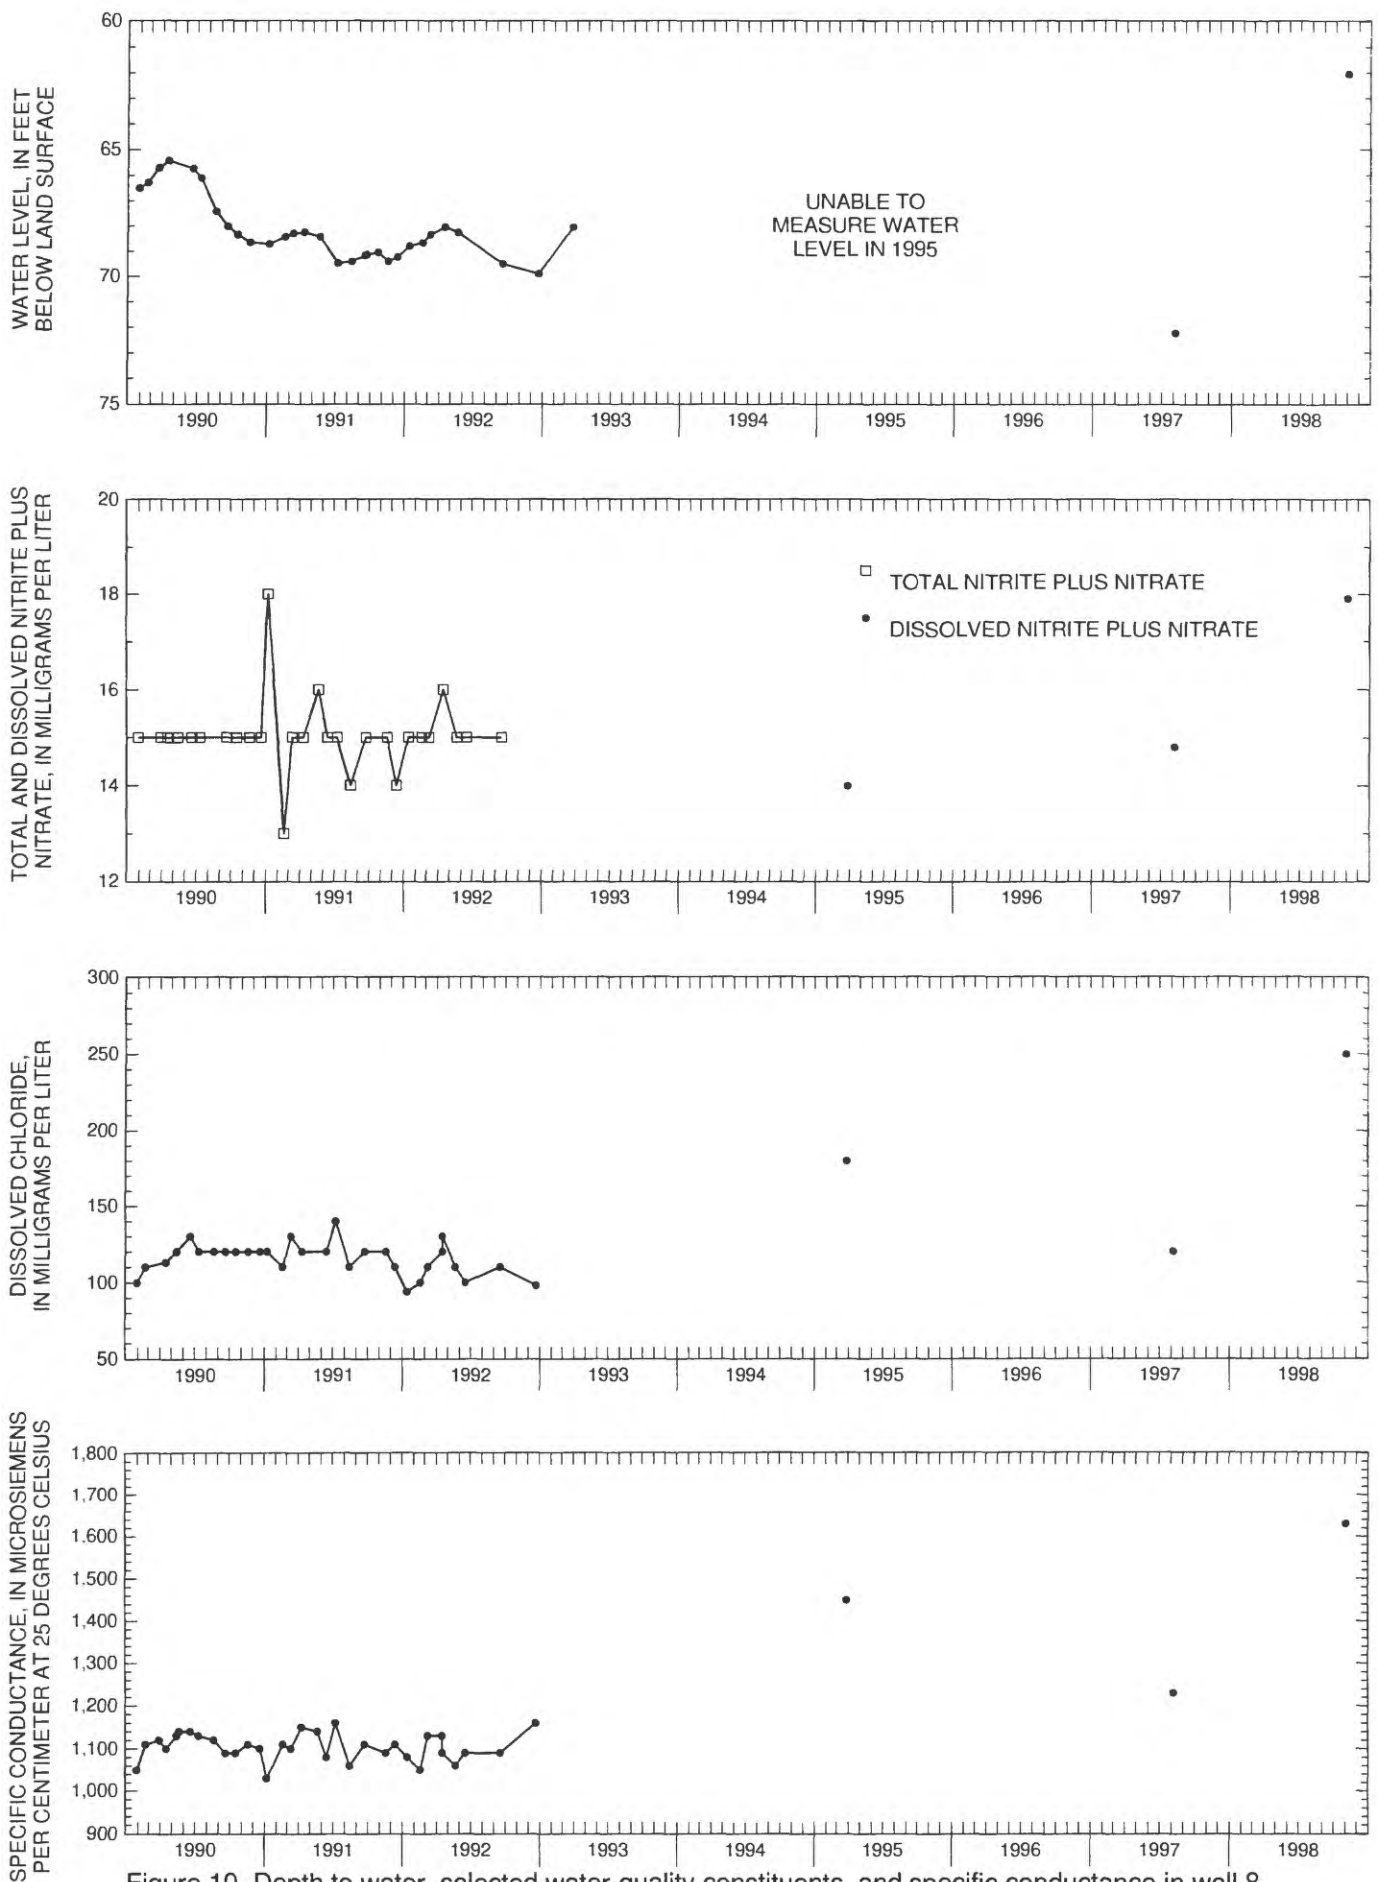 WATER LEVEL, IN FEET
BELOW LAND SURFACE
60
65
70
75
UNABLE TO
MEASURE WATER
LEVEL IN 1995
1990 1991 1992 1993 1994 1995 1996 1997 1998
TOTAL AND DISSOLVED NITRITE PLUS
NITRATE, IN MILLIGRAMS PER LITER
20
18
16
14
12
TOTAL NITRITE PLUS NITRATE
DISSOLVED NITRITE PLUS NITRATE
1990 1991 1992 1993 1994 1995 1996 1997 1998
DISSOLVED CHLORIDE,
IN MILLIGRAMS PER LITER
300
250
200
150
100
50
1990 1991 1992 1993 1994 1995 1996 1997 1998
SPECIFIC CONDUCTANCE, IN MICROSIEMENS
PER CENTIMETER AT 25 DEGREES CELSIUS
1,800
1,700
1,600
1,500
1,400
1,300
1,200
1,100
1,000
900
1990 1991 1992 1993 1994 1995 1996 1997 1998
Figure 10. Depth to water, selected water-quality constituents, and specific conductance in well